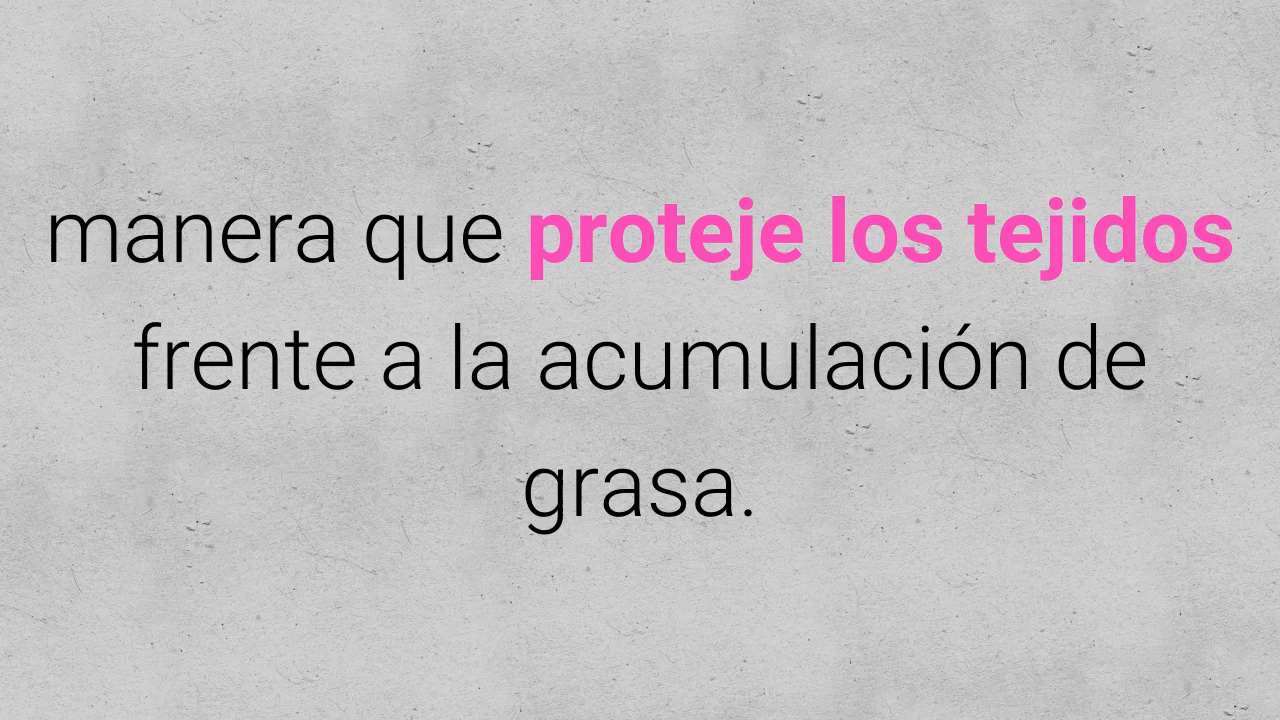 manera que proteje los tejidos
frente a la acumulación de
grasa.